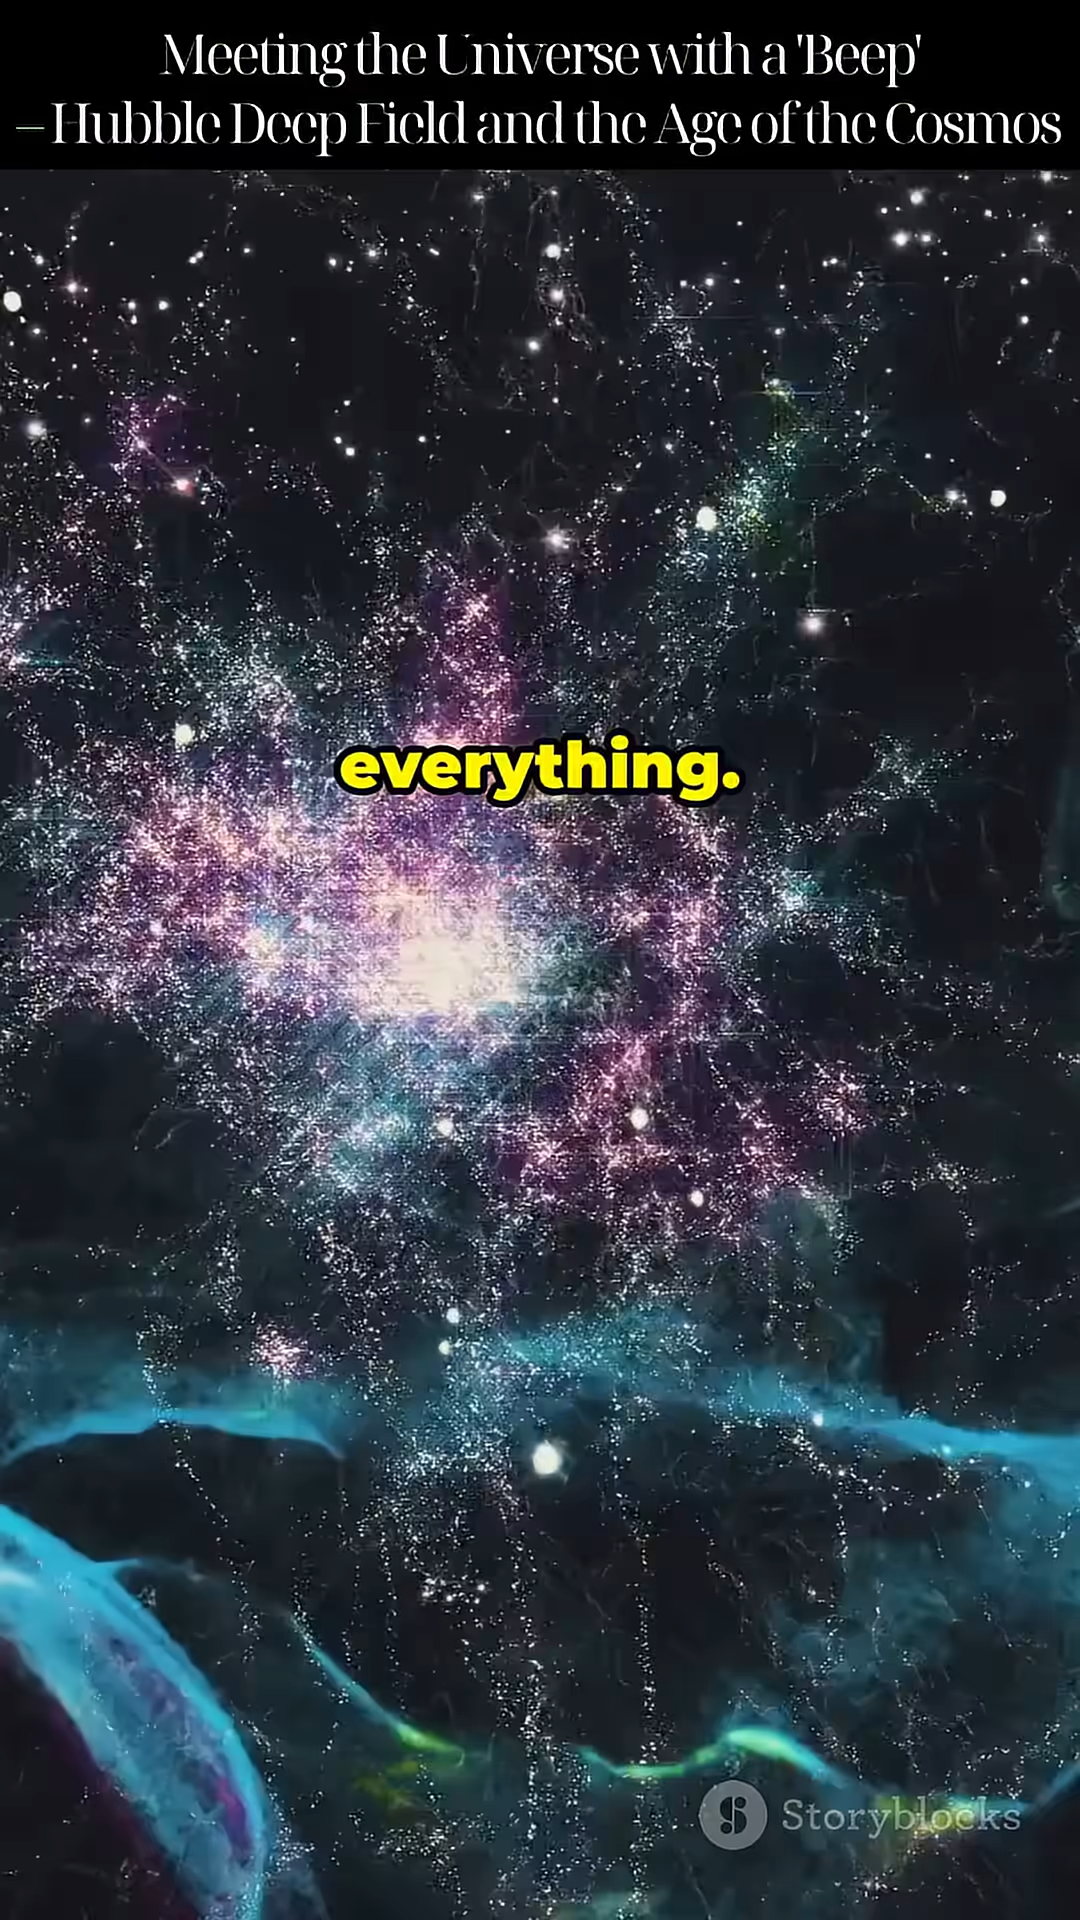 Meeting the Universe with a 'Beep'
– Hubble Deep Field and the Age of the Cosmos
everything.
Storyblocks